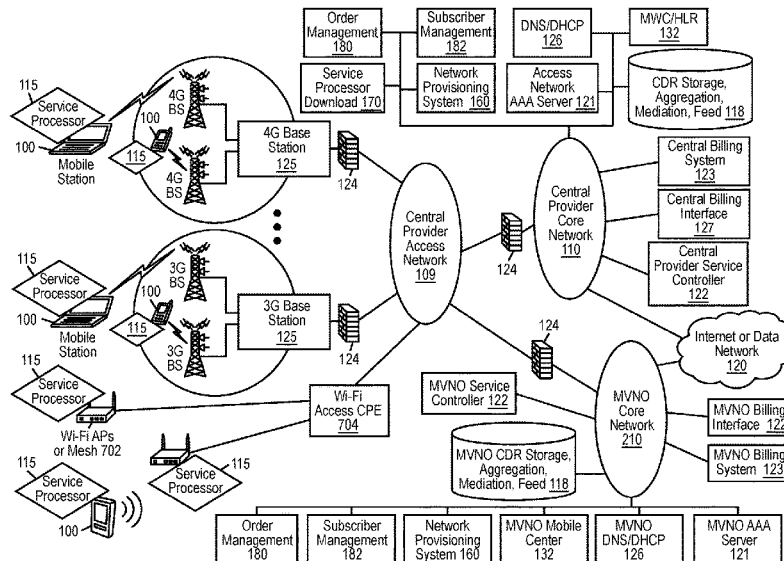 Order
Management
180
Subscriber
Management
182
DNS/DHCP
126
MWC/HLR
132
Service
Processor
Download 170
Network
Provisioning
System 160
Access
Network
AAA Server 121
CDR Storage,
Aggregation,
Mediation, Feed 118
115
Service
Processor
100
Mobile
Station
4G
BS
100
115
4G
BS
4G Base
Station
125
124
Central
Provider
Access
Network
109
124
Central
Provider
Core
Network
110
Central Billing
System
123
Central Billing
Interface
127
Central
Provider Service
Controller
122
Internet or Data
Network
120
115
Service
Processor
100
Mobile
Station
3G
BS
100
115
3G
BS
3G Base
Station
125
124
124
115
Service
Processor
Wi-Fi APs
or Mesh 702
Wi-Fi
Access CPE
704
115
Service
Processor
100
115
Service
Processor
MVNO Service
Controller 122
MVNO
Core
Network
210
MVNO Billing
Interface 122
MVNO Billing
System 123
MVNO CDR Storage,
Aggregation,
Mediation, Feed 118
Order
Management
180
Subscriber
Management
182
Network
Provisioning
System 160
MVNO Mobile
Center
132
MVNO
DNS/DHCP
126
MVNO AAA
Server
121